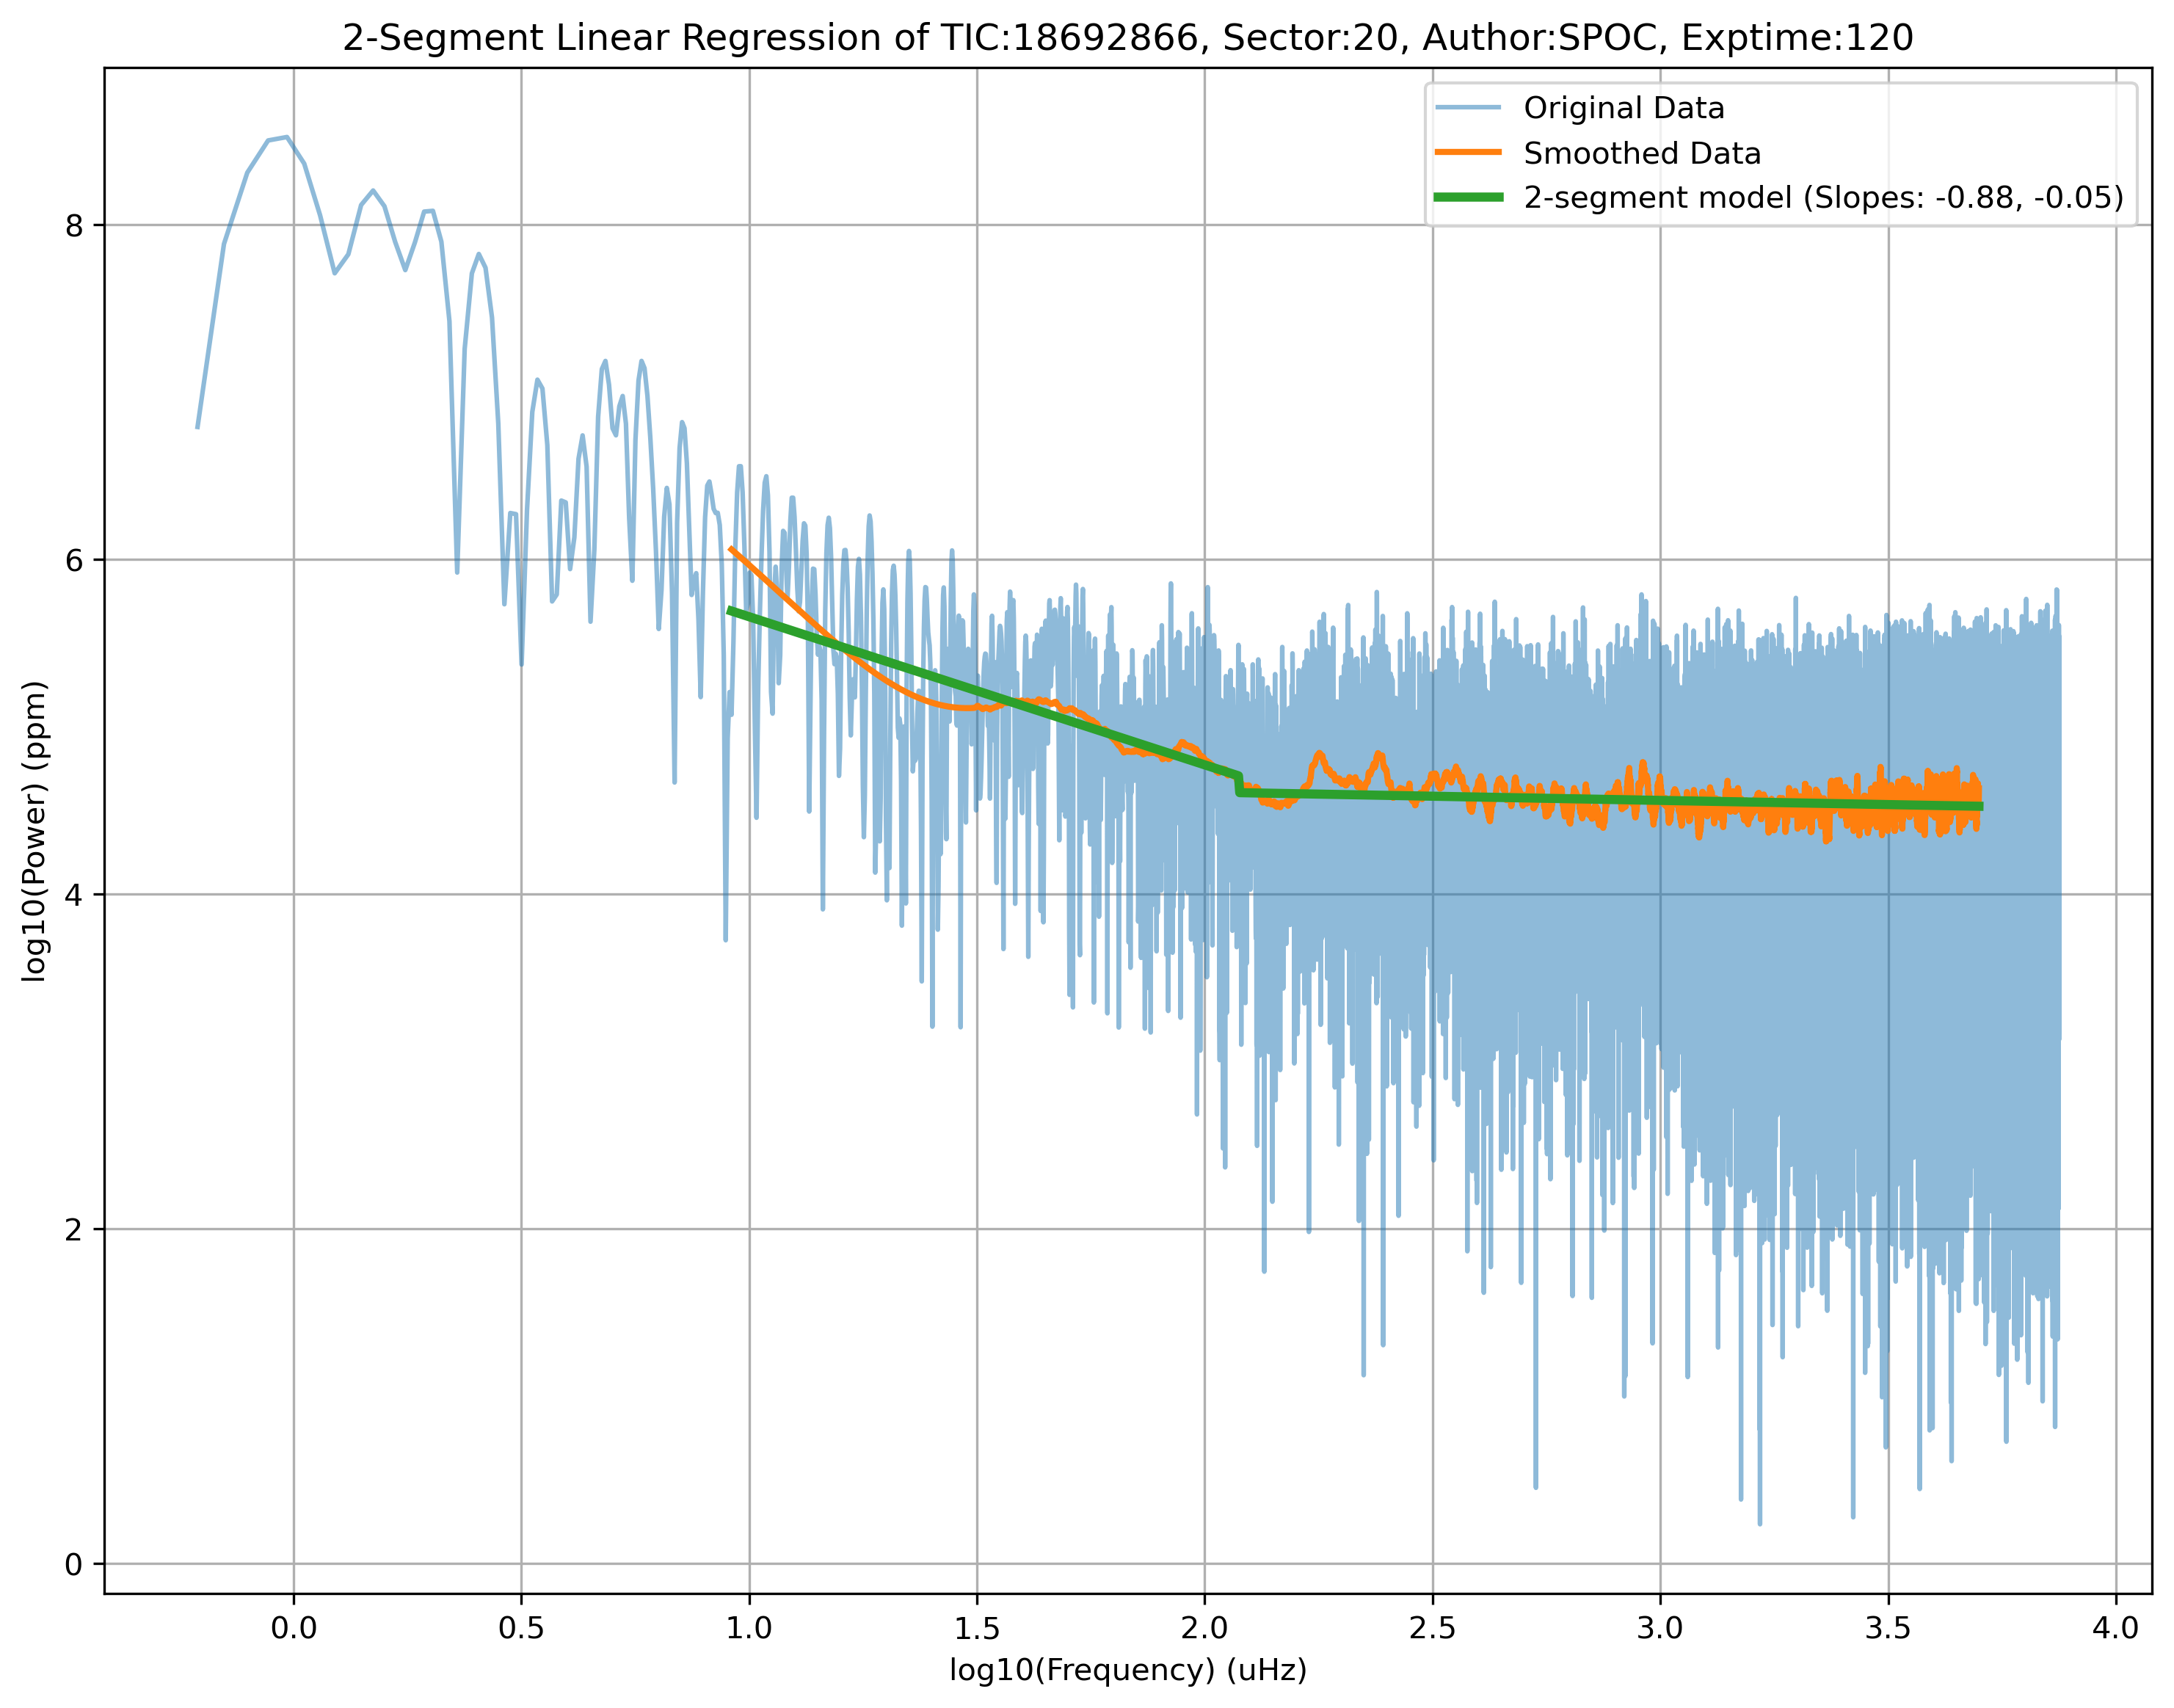 2-Segment Linear Regression of TIC:18692866, Sector:20, Author:SPOC, Exptime:120
Original Data
Smoothed Data
2-segment model (Slopes: -0.88, -0.05)
log10(Power) (ppm)
8
6
4
2
0
0.0 0.5 1.0 1.5 2.0 2.5 3.0 3.5 4.0
log10(Frequency) (uHz)